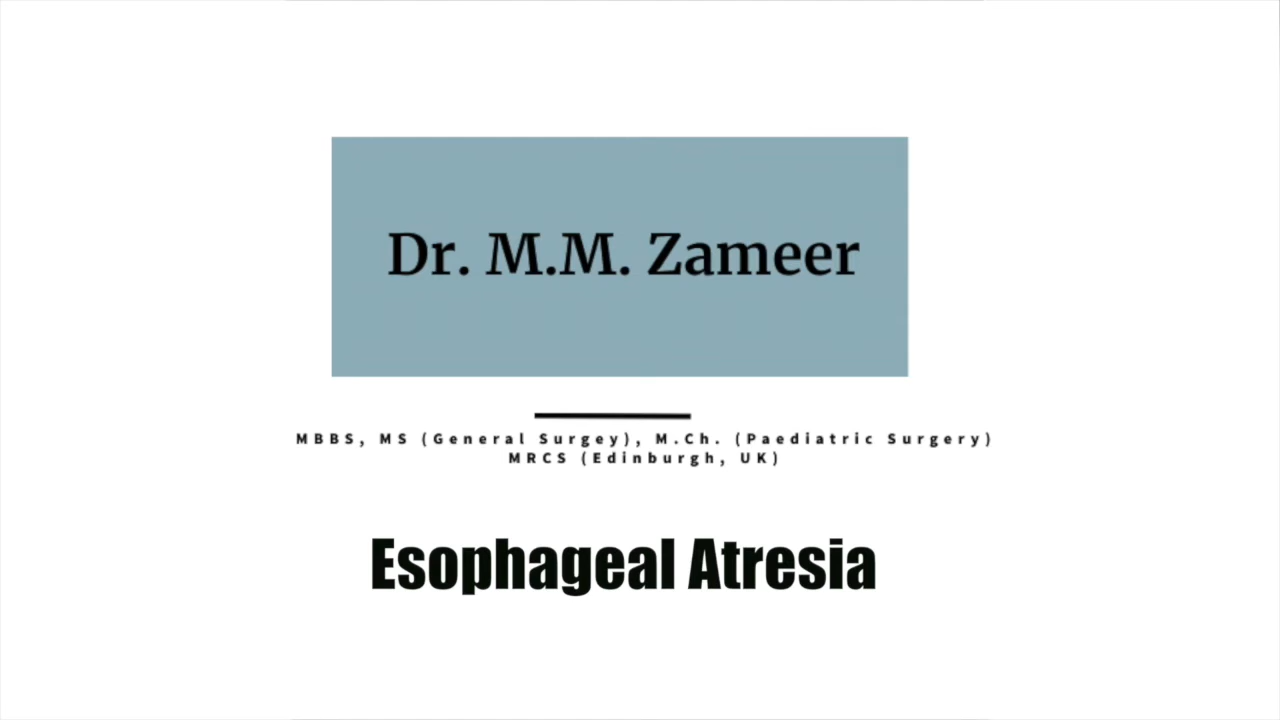 Dr. M.M. Zameer
MBBS, MS (General Surgey), M.Ch. (Paediatric Surgery)
MRCS (Edinburgh, UK)
Esophageal Atresia